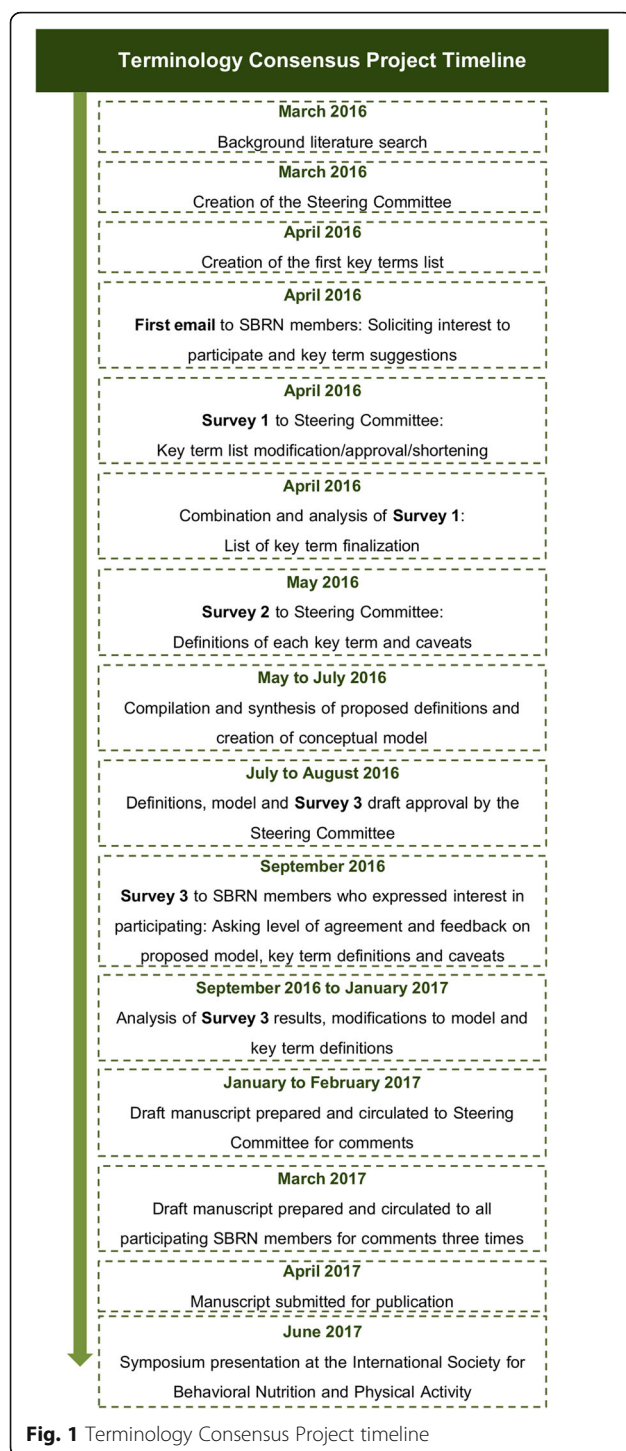 Terminology Consensus Project Timeline
March 2016
Background literature search
March 2016
Creation of the Steering Committee
April 2016
Creation of the first key terms list
April 2016
First email to SBRN members: Soliciting interest to
participate and key term suggestions
April 2016
Survey 1 to Steering Committee:
Key term list modification/approval/shortening
April 2016
Combination and analysis of Survey 1:
List of key term finalization
May 2016
Survey 2 to Steering Committee:
Definitions of each key term and caveats
May to July 2016
Compilation and synthesis of proposed definitions and
creation of conceptual model
July to August 2016
Definitions, model and Survey 3 draft approval by the
Steering Committee
September 2016
Survey 3 to SBRN members who expressed interest in
participating: Asking level of agreement and feedback on
proposed model, key term definitions and caveats
September 2016 to January 2017
Analysis of Survey 3 results, modifications to model and
key term definitions
January to February 2017
Draft manuscript prepared and circulated to Steering
Committee for comments
March 2017
Draft manuscript prepared and circulated to all
participating SBRN members for comments three times
April 2017
Manuscript submitted for publication
June 2017
Symposium presentation at the International Society for
Behavioral Nutrition and Physical Activity
Fig. 1 Terminology Consensus Project timeline